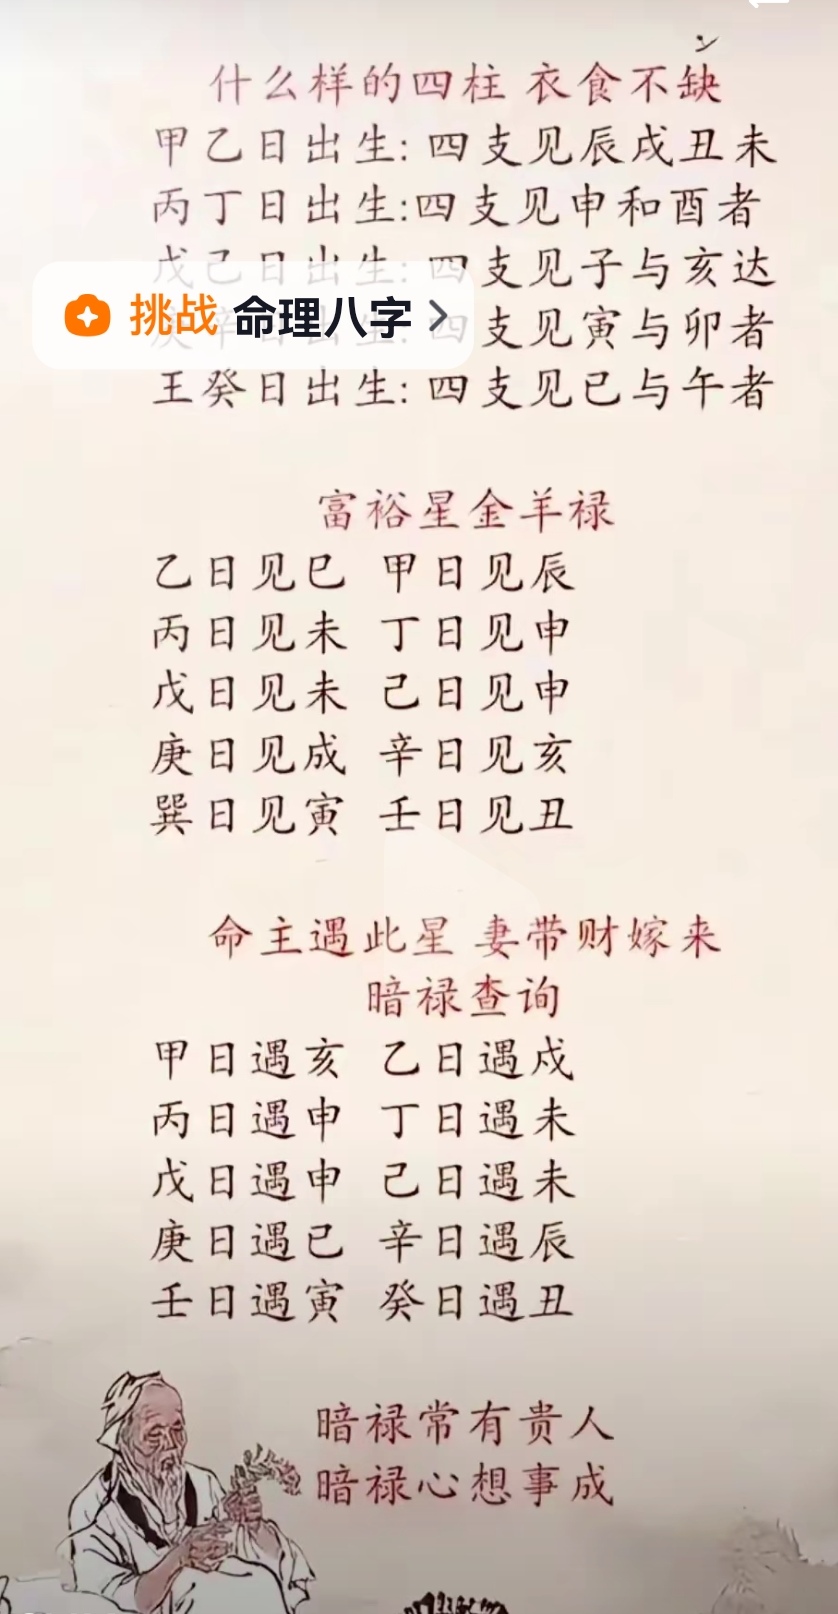 什么样的四柱 衣食不缺
甲乙日出生: 四支见辰戌丑未
丙丁日出生:四支见申和酉者
戊己日出生: 四支见子与亥达
挑战 命理八字 >
庚辛日出生: 四支见寅与卯者
王癸日出生: 四支见巳与午者
富裕星金羊禄
乙日见巳 甲日见辰
丙日见未 丁日见申
戊日见未 己日见申
庚日见成 辛日见亥
巽日见寅 壬日见丑
命主遇此星 妻带财嫁来
暗禄查询
甲日遇亥 乙日遇戌
丙日遇申 丁日遇未
戊日遇申 己日遇未
庚日遇巳 辛日遇辰
壬日遇寅 癸日遇丑
暗禄常有贵人
暗禄心想事成